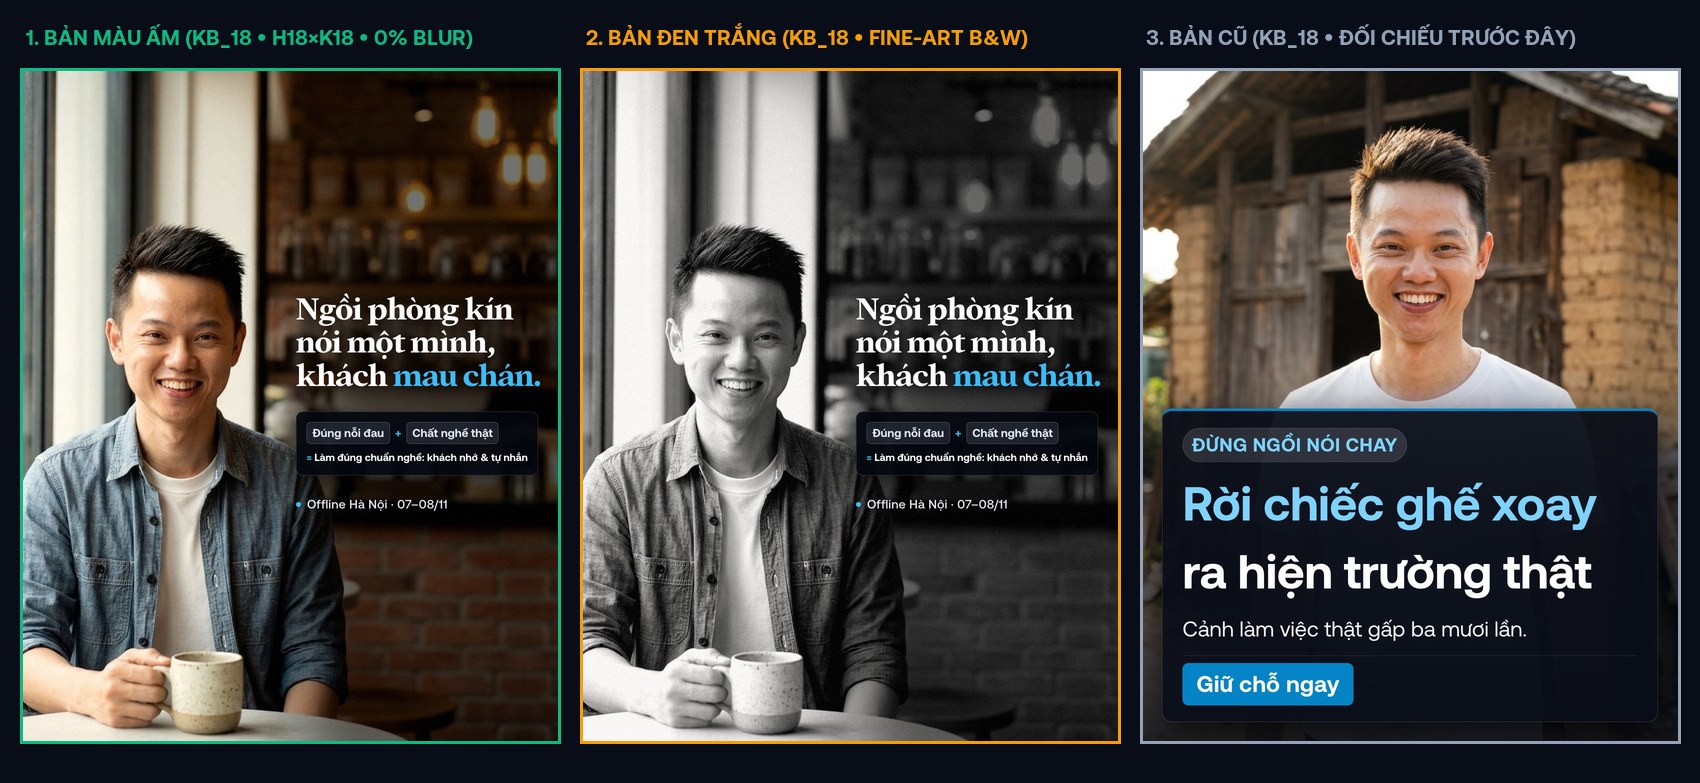 1. BẢN MÀU ẤM (KB_18 • H18×K18 • 0% BLUR)
Ngồi phòng kín
nói một mình,
khách mau chán.
Đúng nỗi đau + Chất nghề thật
= Làm đúng chuẩn nghề: khách nhớ & tự nhắn
• Offline Hà Nội · 07–08/11
2. BẢN ĐEN TRẮNG (KB_18 • FINE-ART B&W)
Ngồi phòng kín
nói một mình,
khách mau chán.
Đúng nỗi đau + Chất nghề thật
= Làm đúng chuẩn nghề: khách nhớ & tự nhắn
• Offline Hà Nội · 07–08/11
3. BẢN CŨ (KB_18 • ĐỐI CHIẾU TRƯỚC ĐÂY)
ĐỪNG NGỒI NÓI CHAY
Rời chiếc ghế xoay
ra hiện trường thật
Cảnh làm việc thật gấp ba mươi lần.
Giữ chỗ ngay